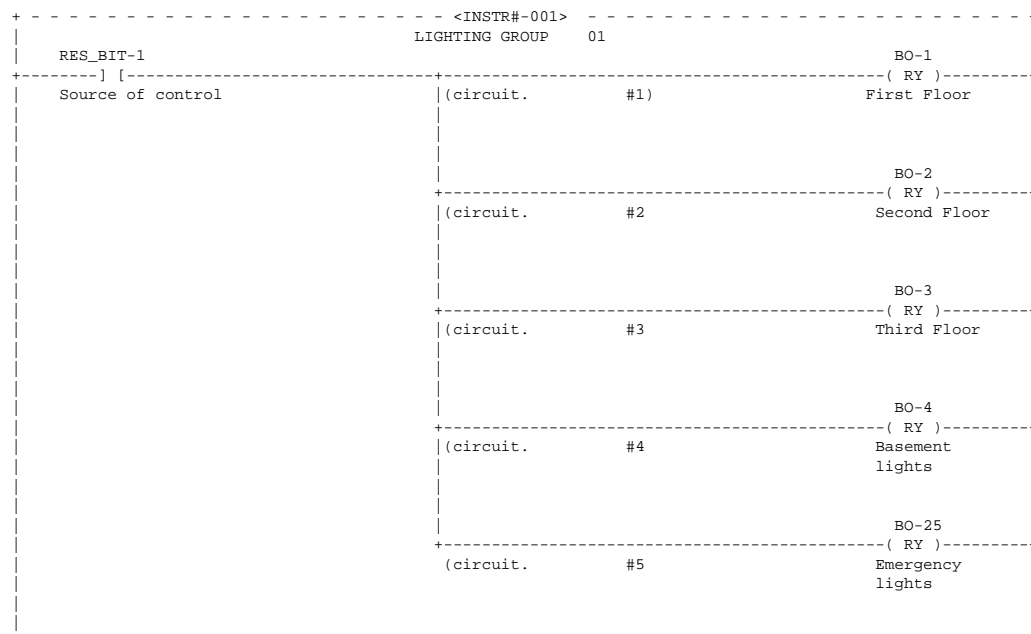 <INSTR#-001>
LIGHTING GROUP 01
RES_BIT-1 BO-1
] [ ( RY )
Source of control (circuit. #1) First Floor
BO-2
( RY )
(circuit. #2 Second Floor
BO-3
( RY )
(circuit. #3 Third Floor
BO-4
( RY )
(circuit. #4 Basement
lights
BO-25
( RY )
(circuit. #5 Emergency
lights